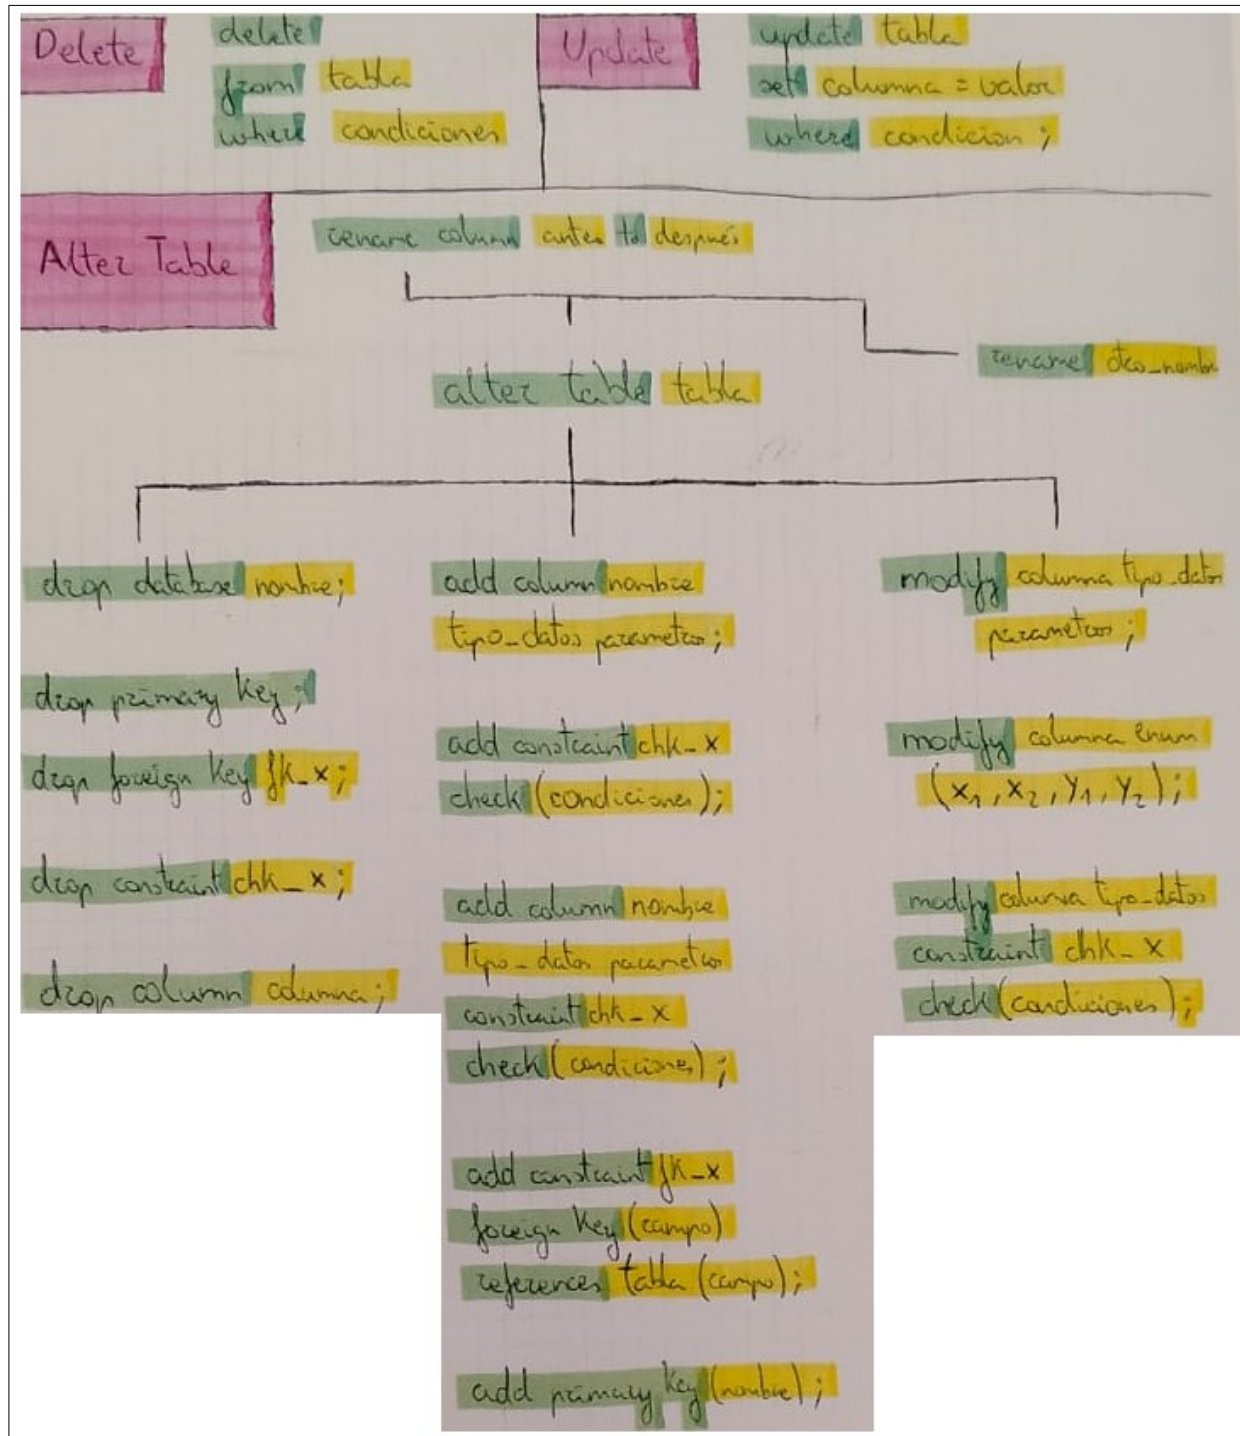 Delete
delete
from tabla
where condiciones
Update
update tabla
set columna = valor
where condicion ;
Alter Table
rename column antes to después
rename otro_nombre
alter table tabla
drop database nombre;
drop primary key;
drop foreign key fk_x;
drop constraint chk_x;
drop column columna;
add column nombre
tipo_datos parametros;
add constraint chk_x
check (condiciones);
add column nombre
tipo_datos parametros
constraint chk_x
check (condiciones);
add constraint fk_x
foreign key (campo)
references tabla (campo);
add primary key (nombre);
modify columna tipo_datos
parametros;
modify columna enum
(x₁, x₂, y₁, y₂);
modify columna tipo_datos
constraint chk_x
check (condiciones);